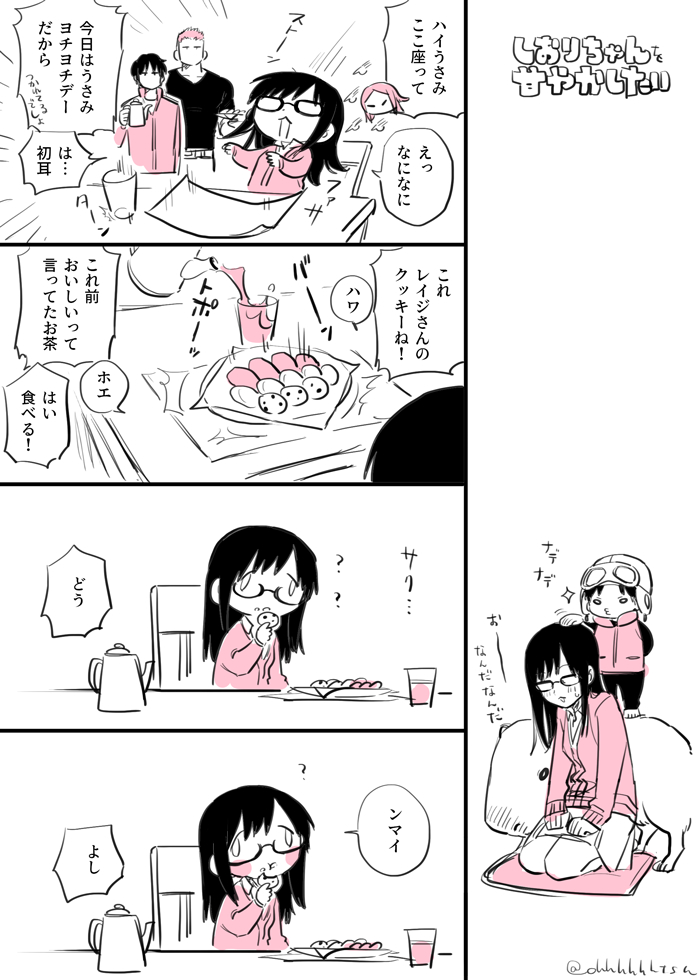 しおりちゃんを
甘やかしたい
ハイうさみ
ここ座って
ストーン
えっ
なになに
ファサ
今日はうさみ
ヨチヨチデー
だから
つかれてる
でしょ
は…
初耳
ターン
これ
レイジさんの
クッキーね!
ハワ
バーン
トポポー
これ前
おいしいって
言ってたお茶
ホエ
はい
食べる!
サク…
?
?
どう
?
ンマイ
よし
ナデ
ナデ
お
なんだなんだ